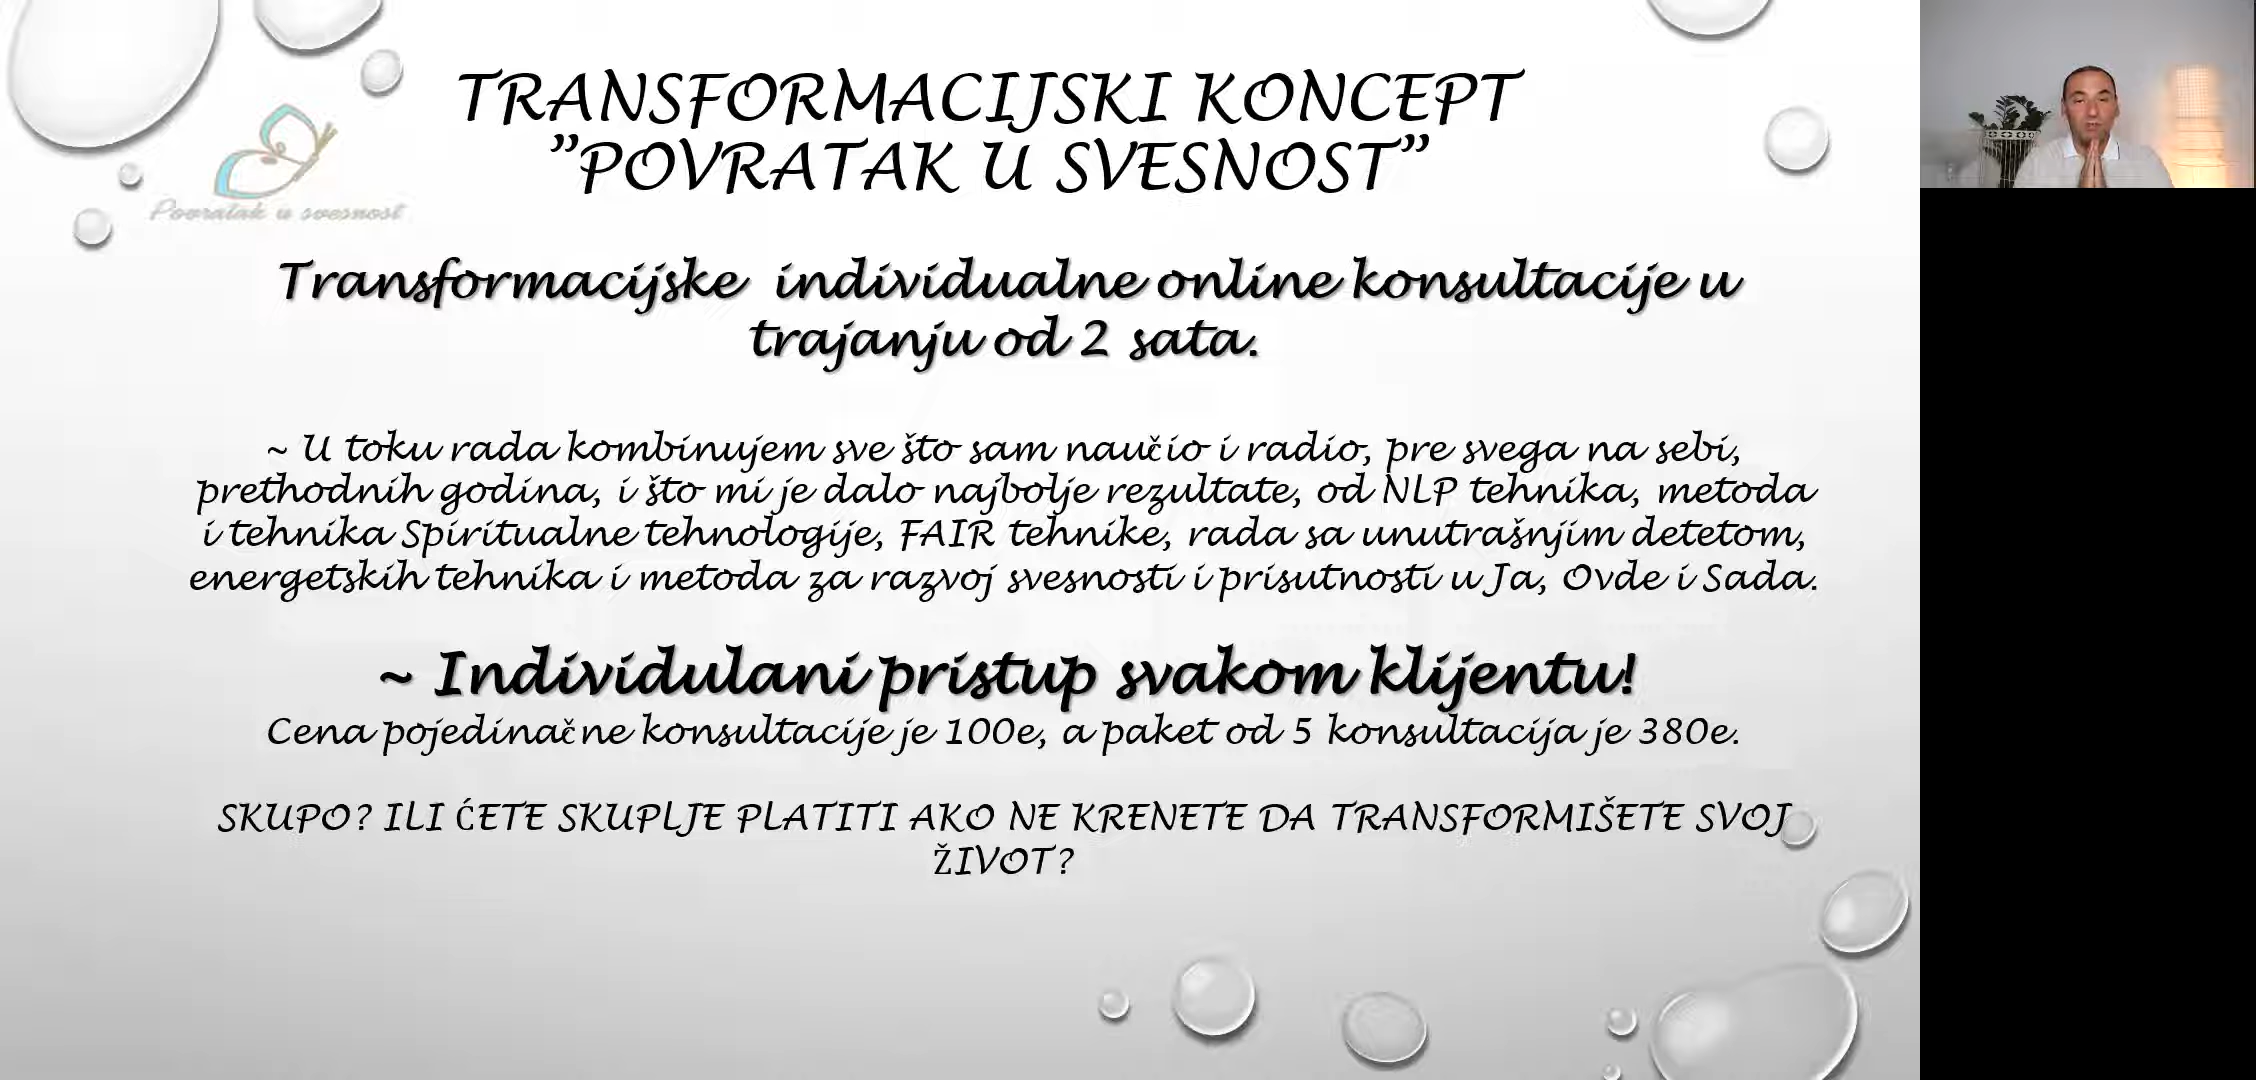 TRANSFORMACIJSKI KONCEPT
”POVRATAK U SVESNOST”
Povratak u svesnost
Transformacijske individualne online konsultacije u
trajanju od 2 sata.
~ U toku rada kombinujem sve što sam naučio i radio, pre svega na sebi,
prethodnih godina, i što mi je dalo najbolje rezultate, od NLP tehnika, metoda
i tehnika Spiritualne tehnologije, FAIR tehnike, rada sa unutrašnjim detetom,
energetskih tehnika i metoda za razvoj svesnosti i prisutnosti u Ja, Ovde i Sada.
~ Individulani pristup svakom klijentu!
Cena pojedinačne konsultacije je 100e, a paket od 5 konsultacija je 380e.
SKUPO? ILI ĆETE SKUPLJE PLATITI AKO NE KRENETE DA TRANSFORMIŠETE SVOJ
ŽIVOT?